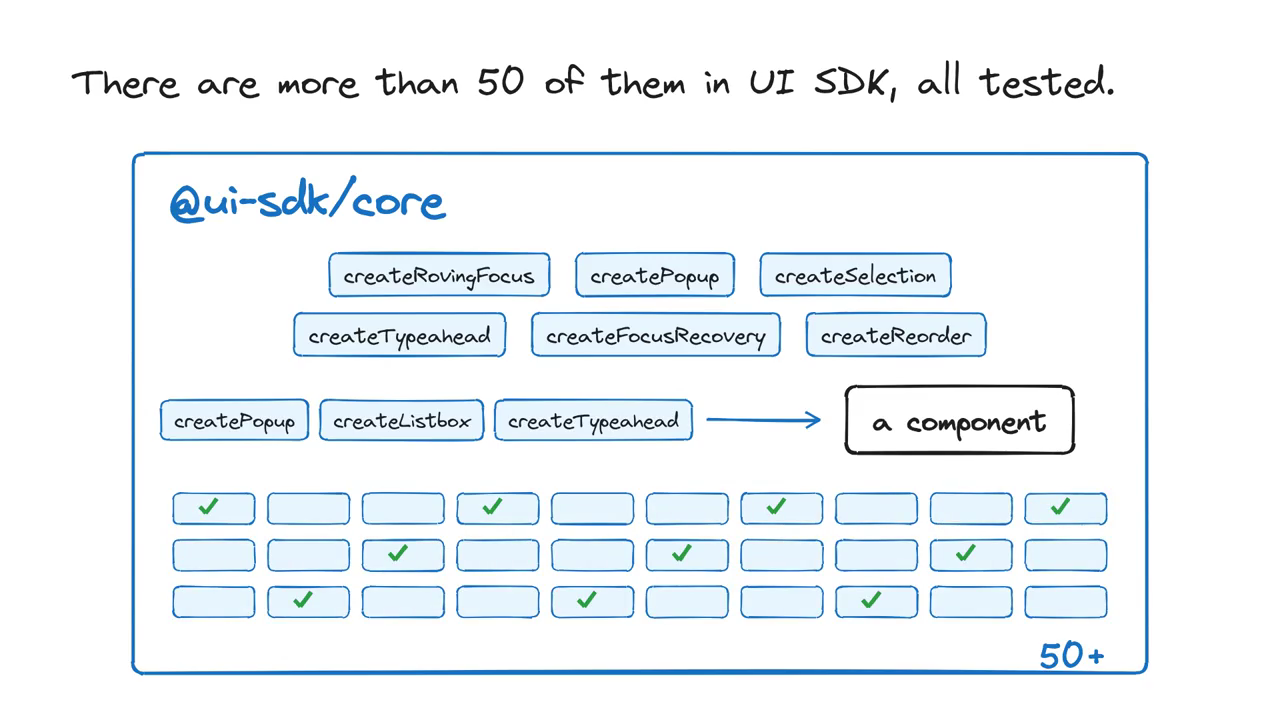 There are more than 50 of them in UI SDK, all tested.
@ui-sdk/core
createRovingFocus createPopup createSelection
createTypeahead createFocusRecovery createReorder
createPopup createListbox createTypeahead a component
50+